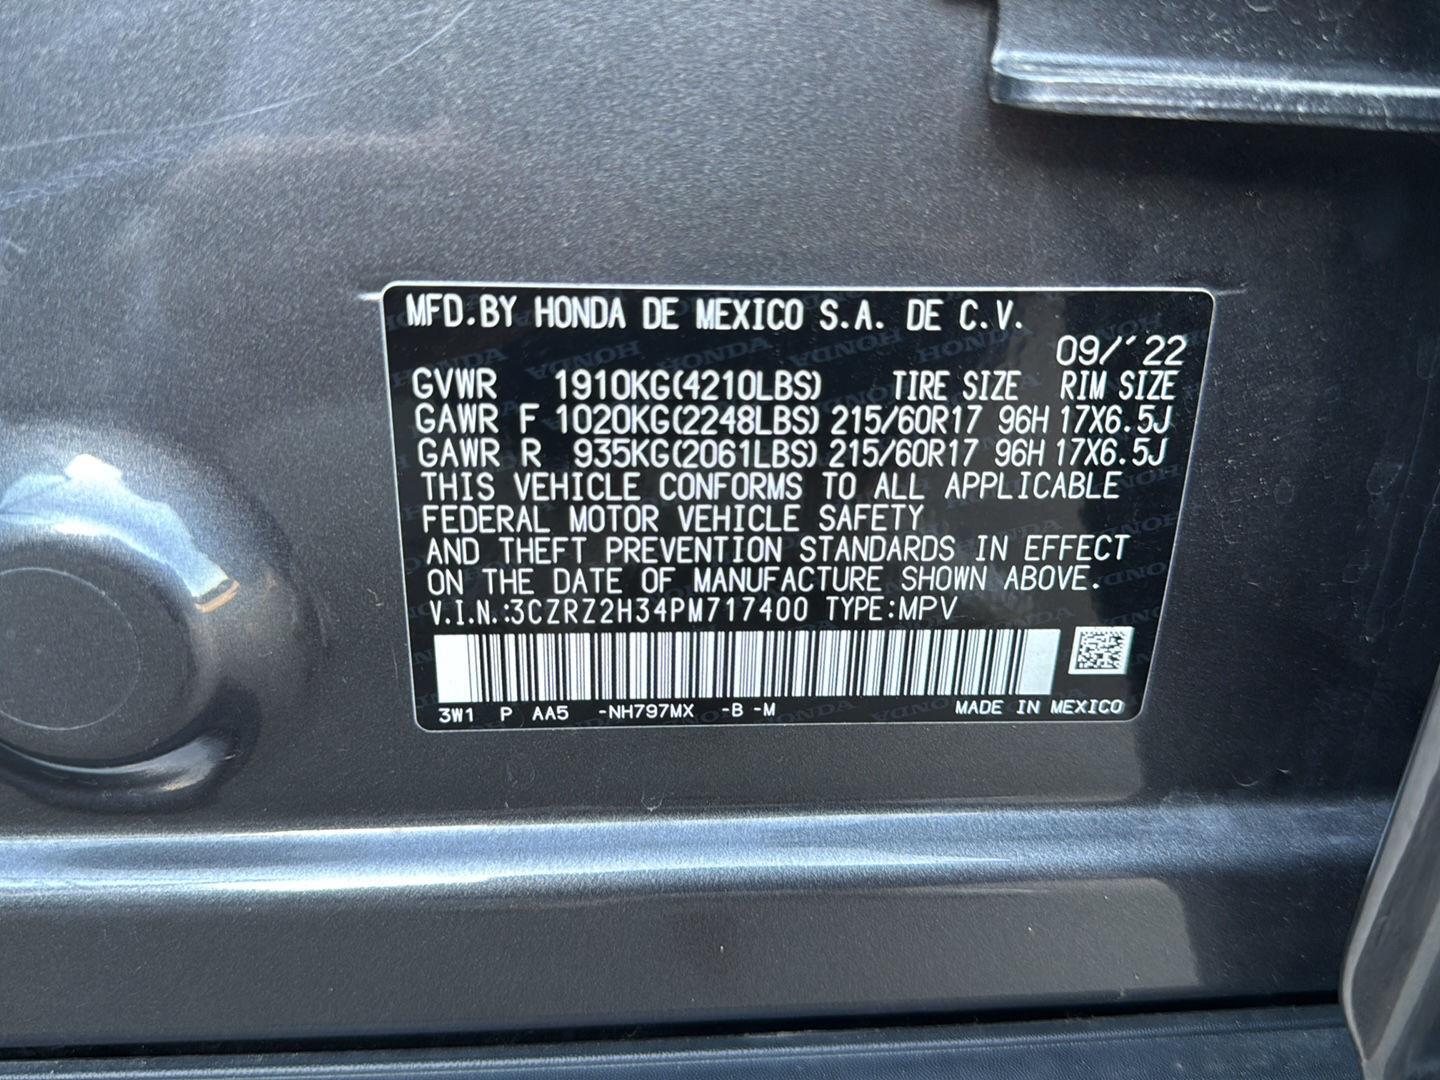 MFD.BY HONDA DE MEXICO S.A. DE C.V.
09/'22
GVWR 1910KG(4210LBS) TIRE SIZE RIM SIZE
GAWR F 1020KG(2248LBS) 215/60R17 96H 17X6.5J
GAWR R 935KG(2061LBS) 215/60R17 96H 17X6.5J
THIS VEHICLE CONFORMS TO ALL APPLICABLE
FEDERAL MOTOR VEHICLE SAFETY
AND THEFT PREVENTION STANDARDS IN EFFECT
ON THE DATE OF MANUFACTURE SHOWN ABOVE.
V.I.N.:3CZRZ2H34PM717400 TYPE:MPV
3W1 P AA5 -NH797MX -B -M MADE IN MEXICO